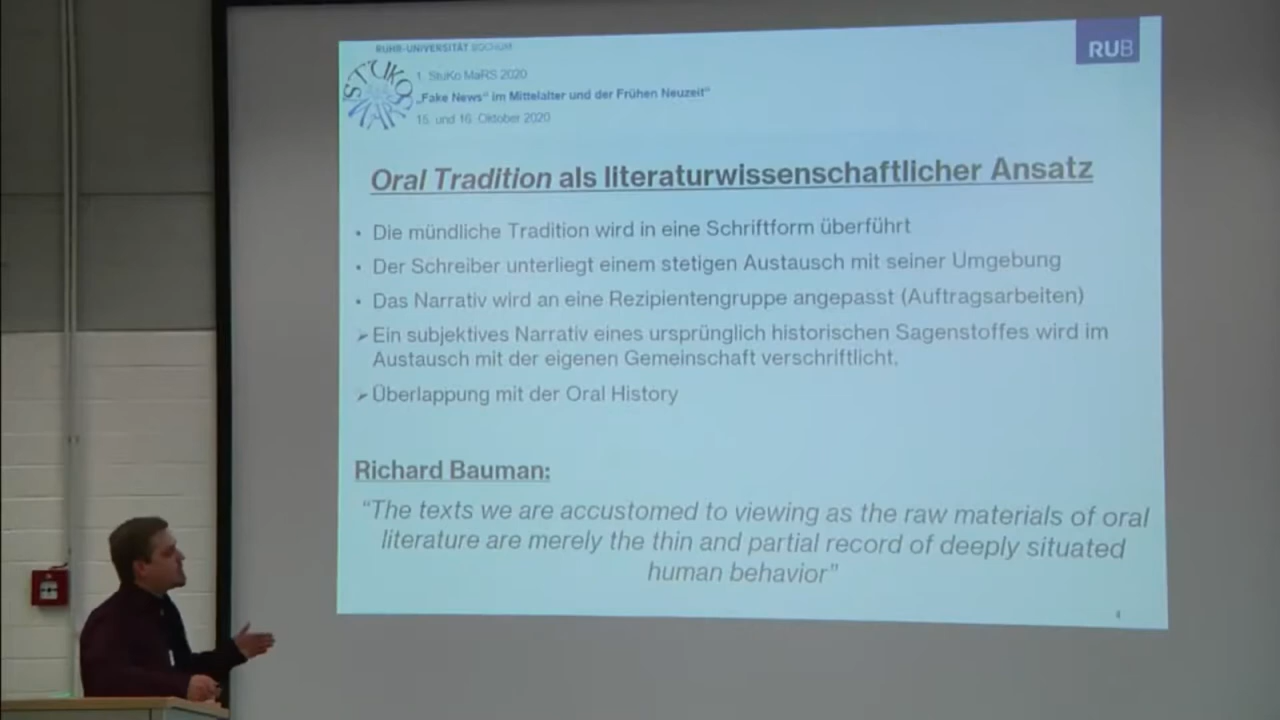 RUHR-UNIVERSITÄT BOCHUM
RUB
STUKO MARS
1. StuKo MaRS 2020
„Fake News“ im Mittelalter und der Frühen Neuzeit“
15. und 16. Oktober 2020
Oral Tradition als literaturwissenschaftlicher Ansatz
• Die mündliche Tradition wird in eine Schriftform überführt
• Der Schreiber unterliegt einem stetigen Austausch mit seiner Umgebung
• Das Narrativ wird an eine Rezipientengruppe angepasst (Auftragsarbeiten)
➢ Ein subjektives Narrativ eines ursprünglich historischen Sagenstoffes wird im
Austausch mit der eigenen Gemeinschaft verschriftlicht.
➢ Überlappung mit der Oral History
Richard Bauman:
“The texts we are accustomed to viewing as the raw materials of oral
literature are merely the thin and partial record of deeply situated
human behavior”
4